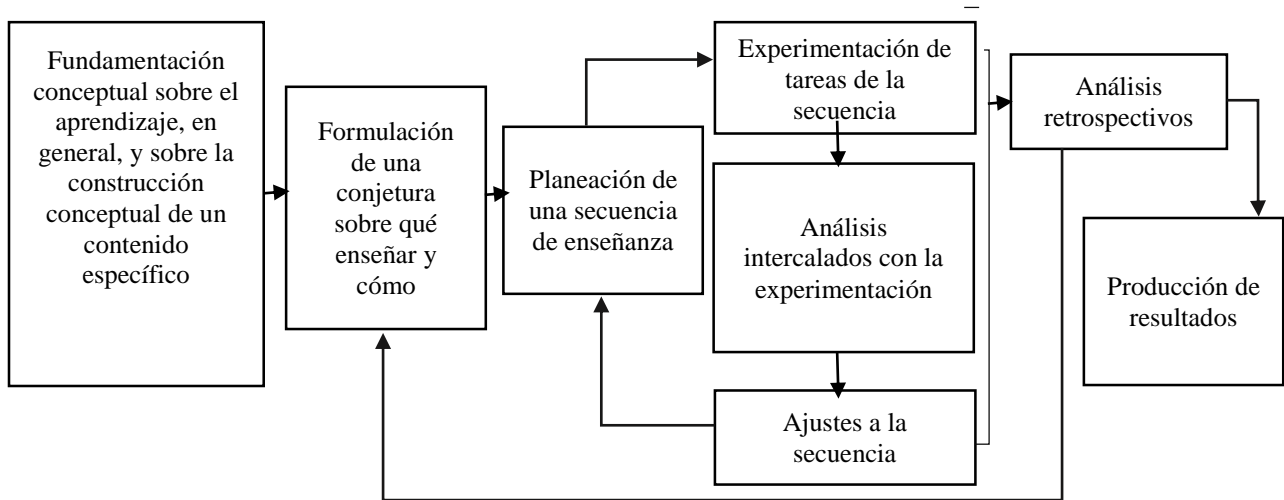 Fundamentación
conceptual sobre el
aprendizaje, en
general, y sobre la
construcción
conceptual de un
contenido
específico
Formulación
de una
conjetura
sobre qué
enseñar y
cómo
Planeación de
una secuencia
de enseñanza
Experimentación de
tareas de la
secuencia
Análisis
intercalados con la
experimentación
Ajustes a la
secuencia
Análisis
retrospectivos
Producción de
resultados